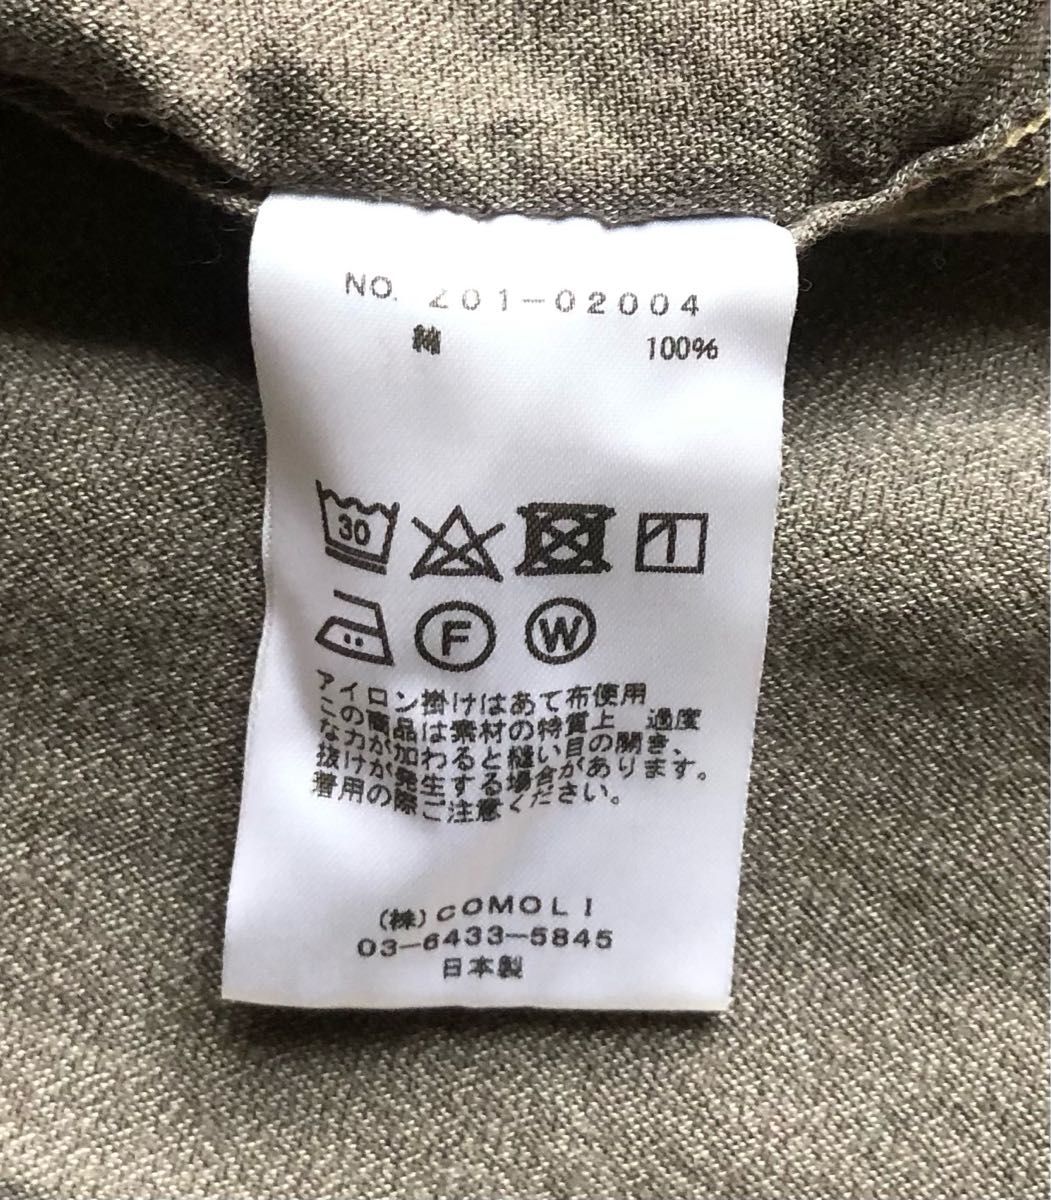 NO. Z01-02004
綿 100%
30
F W
アイロン掛けはあて布使用
この商品は素材の特質上 過度
な力が加わると縫い目の開き、
抜けが発生する場合があります。
着用の際ご注意ください。
(株)COMOLI
03-6433-5845
日本製